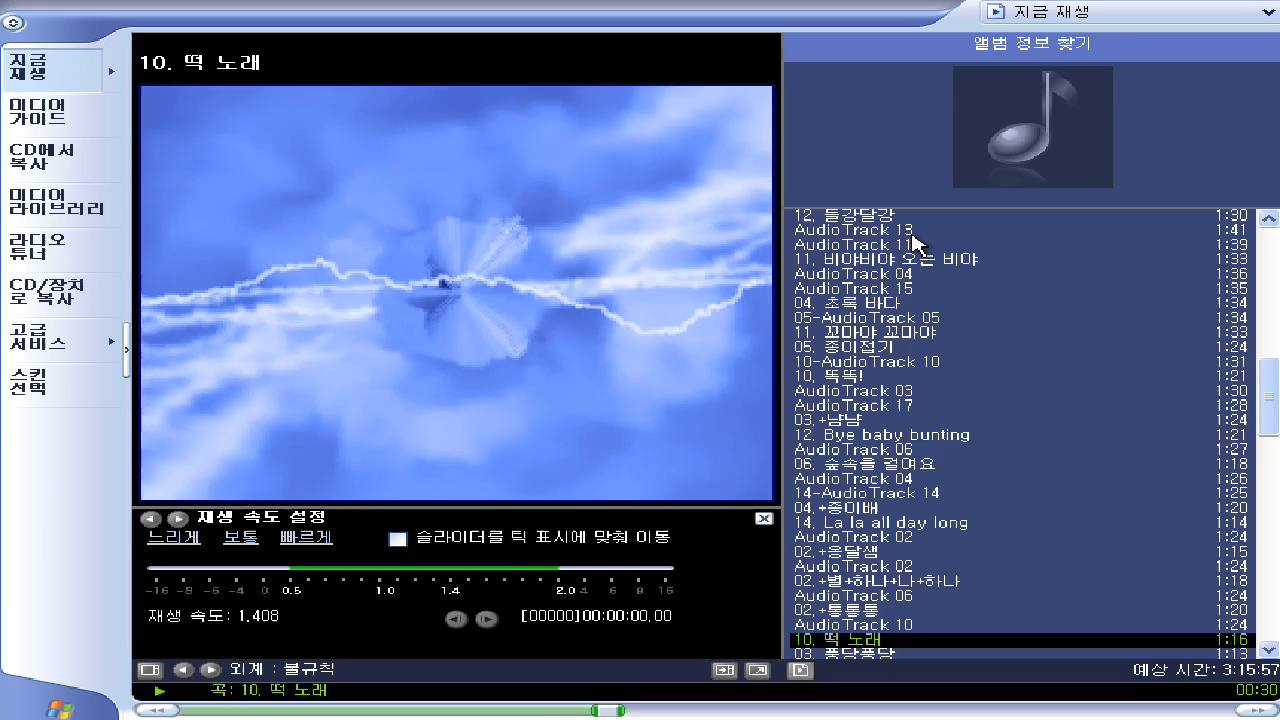 지금 재생
앨범 정보 찾기
지금
재생
미디어
가이드
CD에서
복사
미디어
라이브러리
라디오
튜너
CD/장치
로 복사
고급
서비스
스킨
선택
10. 떡 노래
12. 들강달강 1:30
AudioTrack 13 1:41
AudioTrack 11 1:39
11. 비야비야 오는 비야 1:33
AudioTrack 04 1:36
AudioTrack 15 1:35
04. 초록 바다 1:34
05-AudioTrack 05 1:34
11. 꼬마야 꼬마야 1:33
05. 종이접기 1:24
10-AudioTrack 10 1:31
10. 똑똑! 1:21
AudioTrack 03 1:30
AudioTrack 17 1:28
03.+냠냠 1:24
12. Bye baby bunting 1:21
AudioTrack 06 1:27
06. 숲속을 걸어요 1:18
AudioTrack 04 1:26
14-AudioTrack 14 1:25
04.+종이배 1:20
14. La la all day long 1:14
AudioTrack 02 1:24
02.+옹달샘 1:15
AudioTrack 02 1:24
02.+별+하나+나+하나 1:18
AudioTrack 06 1:24
02.+통통통 1:20
AudioTrack 10 1:24
10. 떡 노래 1:16
03. 퐁당퐁당 1:13
재생 속도 설정
느리게 보통 빠르게 슬라이더를 틱 표시에 맞춰 이동
-16 -9 -6 -4 0 0.5 1.0 1.4 2.0 4 6 8 16
재생 속도: 1.408 [00000]00:00:00.00
외계 : 불규칙 예상 시간: 3:15:57
곡: 10. 떡 노래 00:30